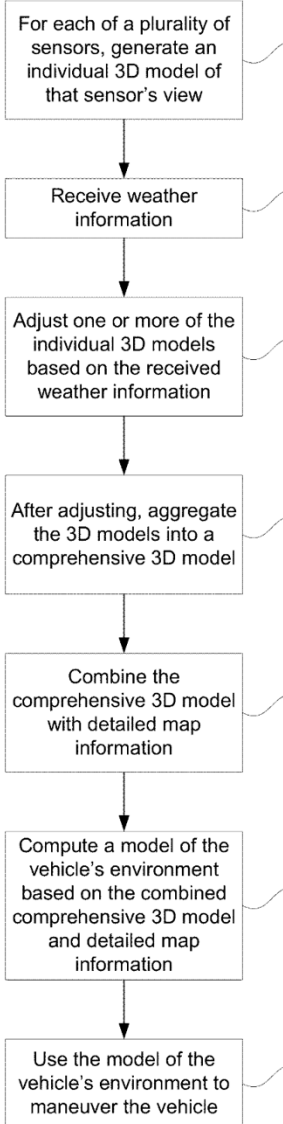 For each of a plurality of
sensors, generate an
individual 3D model of
that sensor's view
Receive weather
information
Adjust one or more of the
individual 3D models
based on the received
weather information
After adjusting, aggregate
the 3D models into a
comprehensive 3D model
Combine the
comprehensive 3D model
with detailed map
information
Compute a model of the
vehicle's environment
based on the combined
comprehensive 3D model
and detailed map
information
Use the model of the
vehicle's environment to
maneuver the vehicle